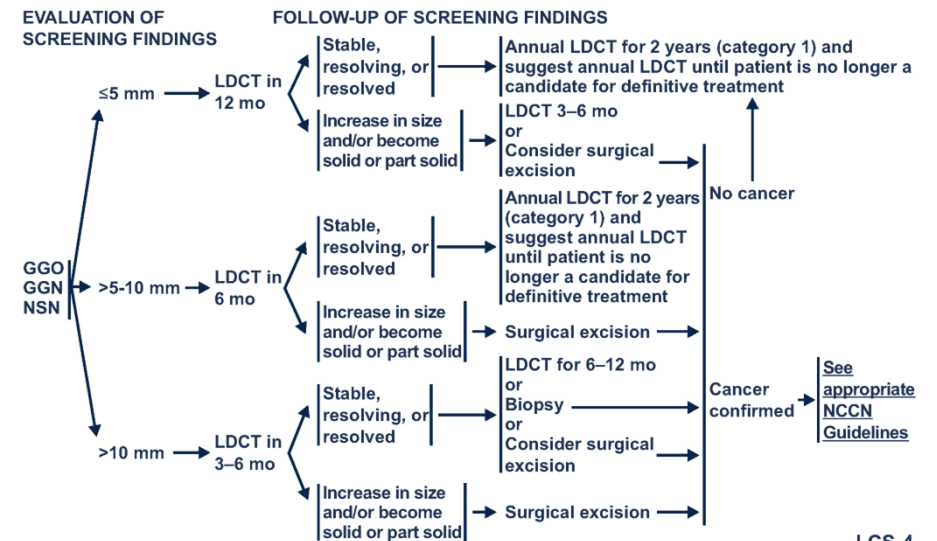 EVALUATION OF
SCREENING FINDINGS
FOLLOW-UP OF SCREENING FINDINGS
GGO
GGN
NSN
≤5 mm
LDCT in
12 mo
Stable,
resolving, or
resolved
Annual LDCT for 2 years (category 1) and
suggest annual LDCT until patient is no longer a
candidate for definitive treatment
Increase in size
and/or become
solid or part solid
LDCT 3–6 mo
or
Consider surgical
excision
No cancer
>5-10 mm
LDCT in
6 mo
Stable,
resolving, or
resolved
Annual LDCT for 2 years
(category 1) and
suggest annual LDCT
until patient is no
longer a candidate for
definitive treatment
Increase in size
and/or become
solid or part solid
Surgical excision
>10 mm
LDCT in
3–6 mo
Stable,
resolving, or
resolved
LDCT for 6–12 mo
or
Biopsy
or
Consider surgical
excision
Increase in size
and/or become
solid or part solid
Surgical excision
Cancer
confirmed
See
appropriate
NCCN
Guidelines